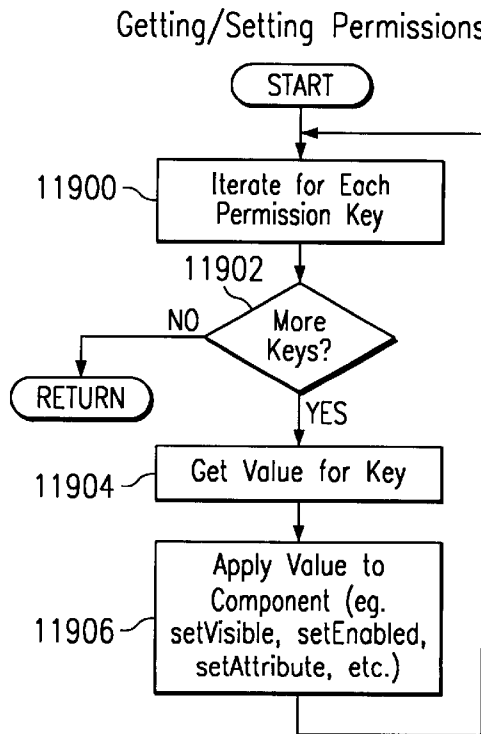 Getting/Setting Permissions
START
11900
Iterate for Each
Permission Key
11902
NO
More
Keys?
RETURN
YES
11904
Get Value for Key
11906
Apply Value to
Component (eg.
setVisible, setEnabled,
setAttribute, etc.)